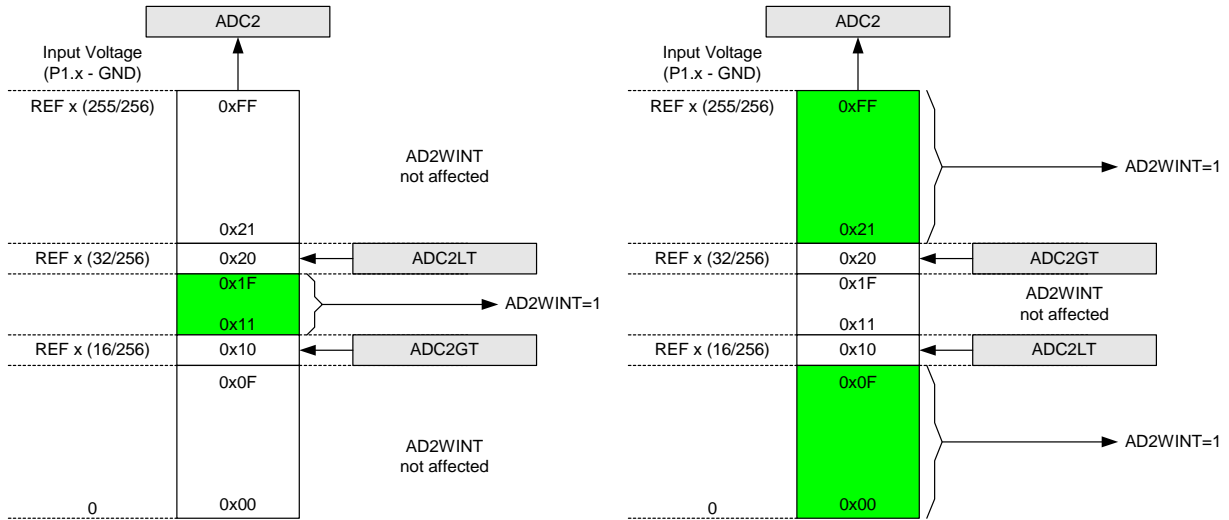 ADC2
Input Voltage
(P1.x - GND)
REF x (255/256)
0xFF
AD2WINT
not affected
0x21
REF x (32/256)
0x20
ADC2LT
0x1F
AD2WINT=1
0x11
REF x (16/256)
0x10
ADC2GT
0x0F
AD2WINT
not affected
0
0x00
ADC2
Input Voltage
(P1.x - GND)
REF x (255/256)
0xFF
AD2WINT=1
0x21
REF x (32/256)
0x20
ADC2GT
0x1F
AD2WINT
not affected
0x11
REF x (16/256)
0x10
ADC2LT
0x0F
AD2WINT=1
0
0x00